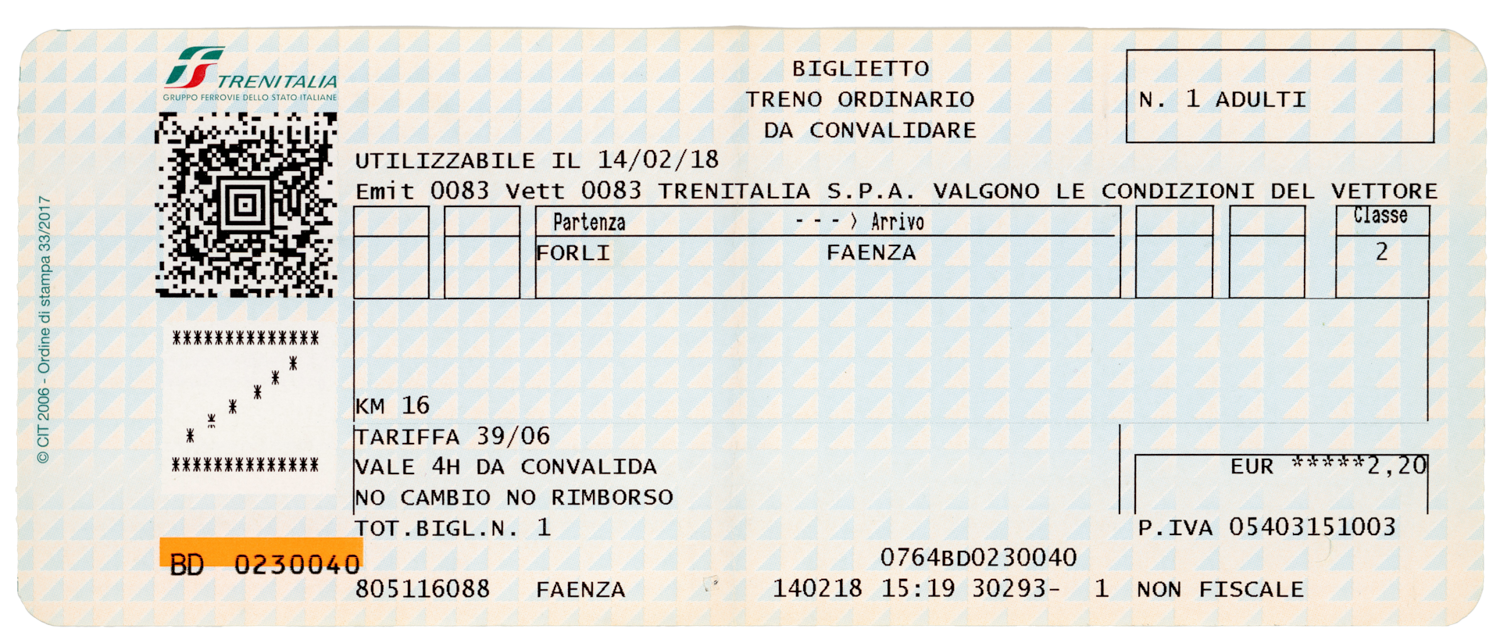 TRENITALIA
GRUPPO FERROVIE DELLO STATO ITALIANE
BIGLIETTO
TRENO ORDINARIO
DA CONVALIDARE
N. 1 ADULTI
UTILIZZABILE IL 14/02/18
Emit 0083 Vett 0083 TRENITALIA S.P.A. VALGONO LE CONDIZIONI DEL VETTORE
Partenza - - - > Arrivo Classe
FORLI FAENZA 2
© CIT 2006 - Ordine di stampa 33/2017
**************
*
*
*
*
*
*
**************
KM 16
TARIFFA 39/06
VALE 4H DA CONVALIDA EUR *****2,20
NO CAMBIO NO RIMBORSO
TOT.BIGL.N. 1 P.IVA 05403151003
BD 0230040 0764BD0230040
805116088 FAENZA 140218 15:19 30293- 1 NON FISCALE